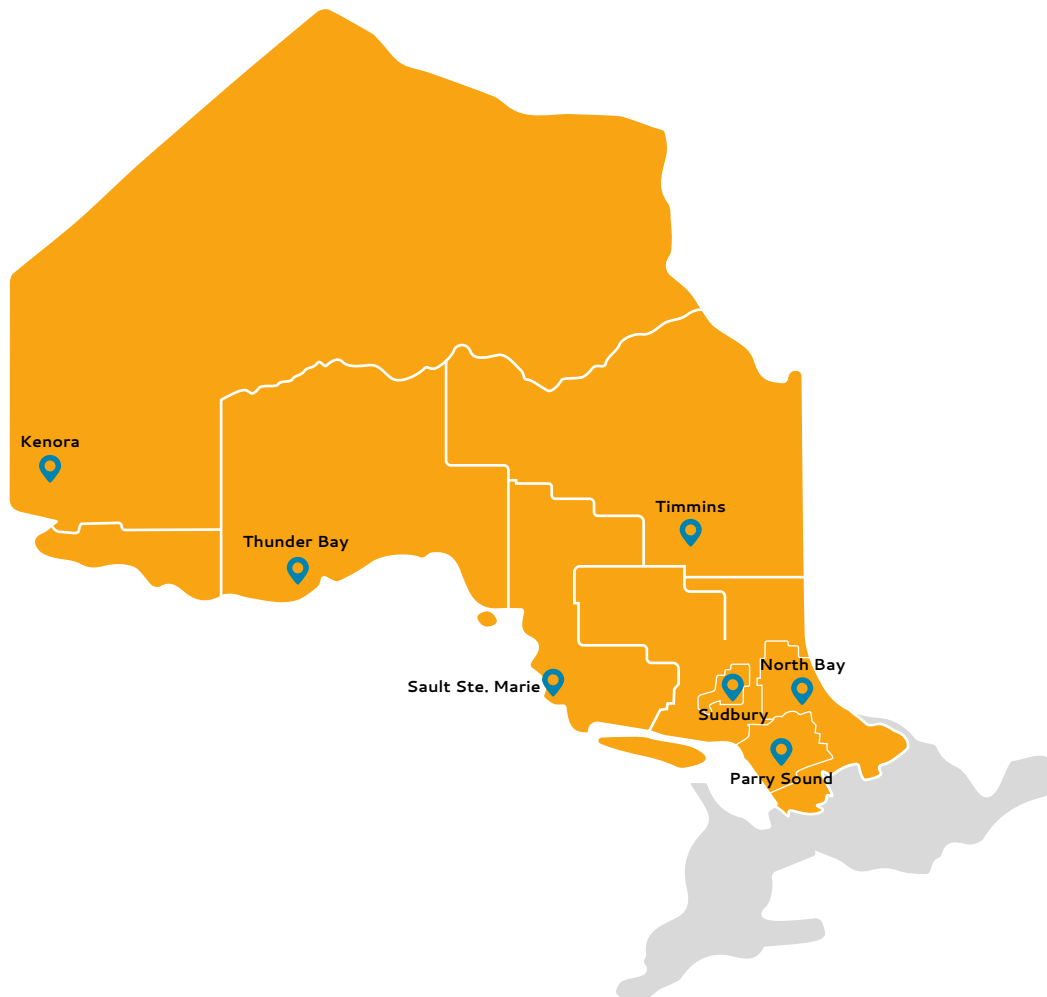 Kenora
Timmins
Thunder Bay
North Bay
Sault Ste. Marie
Sudbury
Parry Sound